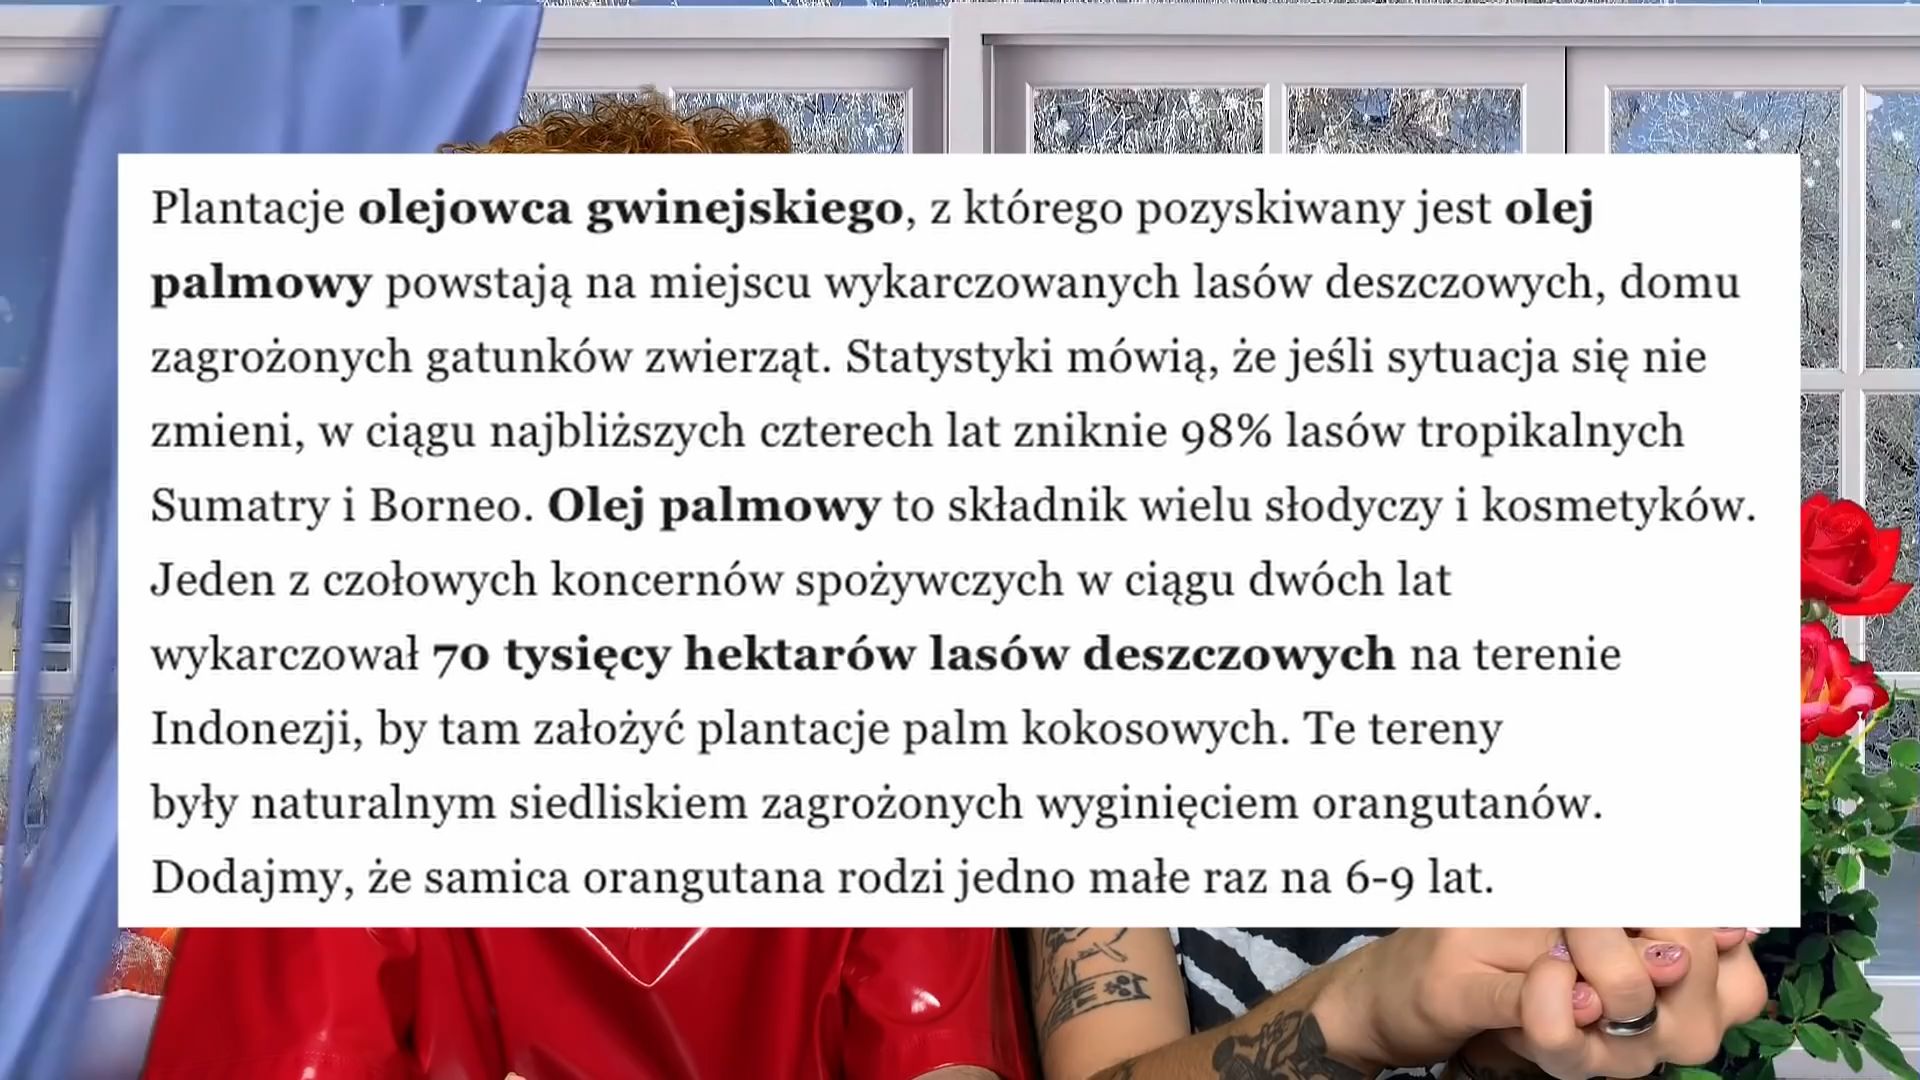 Plantacje olejowca gwinejskiego, z którego pozyskiwany jest olej
palmowy powstają na miejscu wykarczowanych lasów deszczowych, domu
zagrożonych gatunków zwierząt. Statystyki mówią, że jeśli sytuacja się nie
zmieni, w ciągu najbliższych czterech lat zniknie 98% lasów tropikalnych
Sumatry i Borneo. Olej palmowy to składnik wielu słodyczy i kosmetyków.
Jeden z czołowych koncernów spożywczych w ciągu dwóch lat
wykarczował 70 tysięcy hektarów lasów deszczowych na terenie
Indonezji, by tam założyć plantacje palm kokosowych. Te tereny
były naturalnym siedliskiem zagrożonych wyginięciem orangutanów.
Dodajmy, że samica orangutana rodzi jedno małe raz na 6-9 lat.